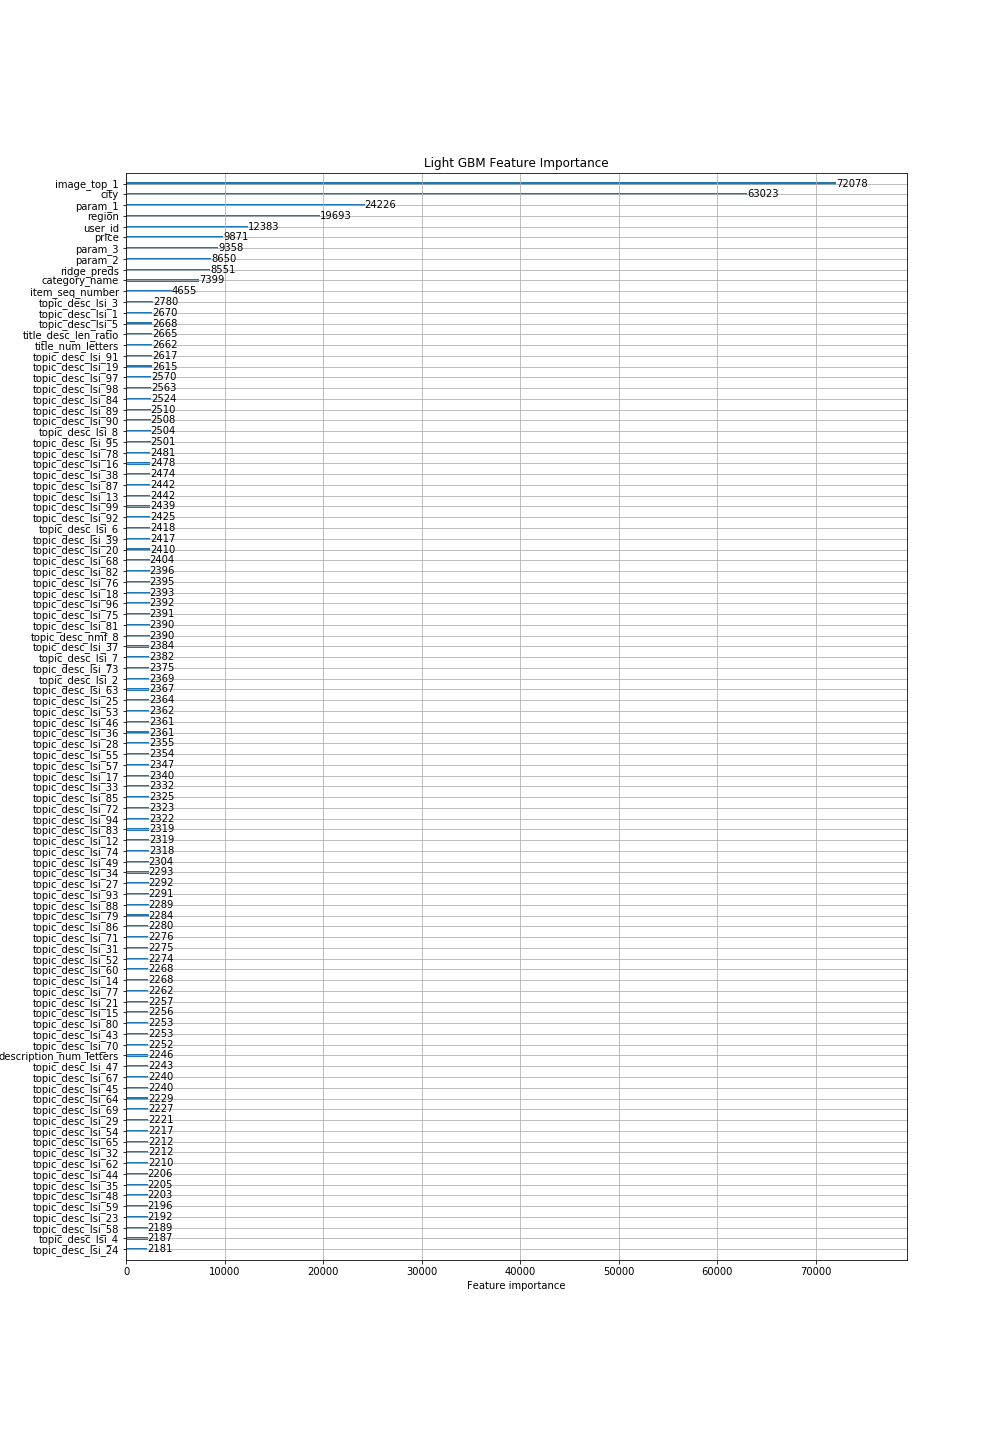 Light GBM Feature Importance
image_top_1 72078
city 63023
param_1 24226
region 19693
user_id 12383
price 9871
param_3 9358
param_2 8650
ridge_preds 8551
category_name 7399
item_seq_number 4655
topic_desc_lsi_3 2780
topic_desc_lsi_1 2670
topic_desc_lsi_5 2668
title_desc_len_ratio 2665
title_num_letters 2662
topic_desc_lsi_91 2617
topic_desc_lsi_19 2615
topic_desc_lsi_97 2570
topic_desc_lsi_98 2563
topic_desc_lsi_84 2524
topic_desc_lsi_89 2510
topic_desc_lsi_90 2508
topic_desc_lsi_8 2504
topic_desc_lsi_95 2501
topic_desc_lsi_78 2481
topic_desc_lsi_16 2478
topic_desc_lsi_38 2474
topic_desc_lsi_87 2442
topic_desc_lsi_13 2442
topic_desc_lsi_99 2439
topic_desc_lsi_92 2425
topic_desc_lsi_6 2418
topic_desc_lsi_39 2417
topic_desc_lsi_20 2410
topic_desc_lsi_68 2404
topic_desc_lsi_82 2396
topic_desc_lsi_76 2395
topic_desc_lsi_18 2393
topic_desc_lsi_96 2392
topic_desc_lsi_75 2391
topic_desc_lsi_81 2390
topic_desc_nmf_8 2390
topic_desc_lsi_37 2384
topic_desc_lsi_7 2382
topic_desc_lsi_73 2375
topic_desc_lsi_2 2369
topic_desc_lsi_63 2367
topic_desc_lsi_25 2364
topic_desc_lsi_53 2362
topic_desc_lsi_46 2361
topic_desc_lsi_36 2361
topic_desc_lsi_28 2355
topic_desc_lsi_55 2354
topic_desc_lsi_57 2347
topic_desc_lsi_17 2340
topic_desc_lsi_33 2332
topic_desc_lsi_85 2325
topic_desc_lsi_72 2323
topic_desc_lsi_94 2322
topic_desc_lsi_83 2319
topic_desc_lsi_12 2319
topic_desc_lsi_74 2318
topic_desc_lsi_49 2304
topic_desc_lsi_34 2293
topic_desc_lsi_27 2292
topic_desc_lsi_93 2291
topic_desc_lsi_88 2289
topic_desc_lsi_79 2284
topic_desc_lsi_86 2280
topic_desc_lsi_71 2276
topic_desc_lsi_31 2275
topic_desc_lsi_52 2274
topic_desc_lsi_60 2268
topic_desc_lsi_14 2268
topic_desc_lsi_77 2262
topic_desc_lsi_21 2257
topic_desc_lsi_15 2256
topic_desc_lsi_80 2253
topic_desc_lsi_43 2253
topic_desc_lsi_70 2252
description_num_letters 2246
topic_desc_lsi_47 2243
topic_desc_lsi_67 2240
topic_desc_lsi_45 2240
topic_desc_lsi_64 2229
topic_desc_lsi_69 2227
topic_desc_lsi_29 2221
topic_desc_lsi_54 2217
topic_desc_lsi_65 2212
topic_desc_lsi_32 2212
topic_desc_lsi_62 2210
topic_desc_lsi_44 2206
topic_desc_lsi_35 2205
topic_desc_lsi_48 2203
topic_desc_lsi_59 2196
topic_desc_lsi_23 2192
topic_desc_lsi_58 2189
topic_desc_lsi_4 2187
topic_desc_lsi_24 2181
0 10000 20000 30000 40000 50000 60000 70000
Feature importance